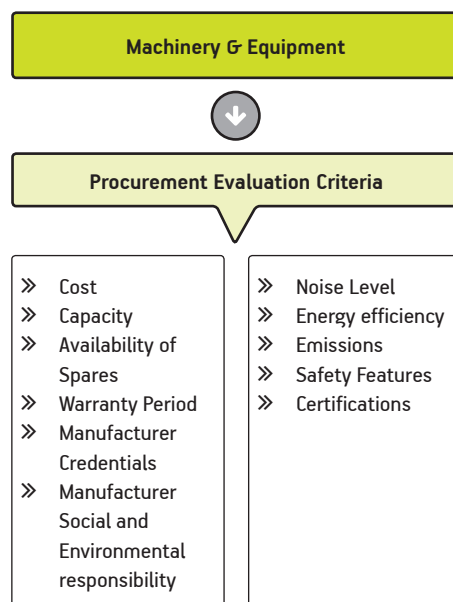 Machinery & Equipment
Procurement Evaluation Criteria
Cost
Capacity
Availability of
Spares
Warranty Period
Manufacturer
Credentials
Manufacturer
Social and
Environmental
responsibility
Noise Level
Energy efficiency
Emissions
Safety Features
Certifications